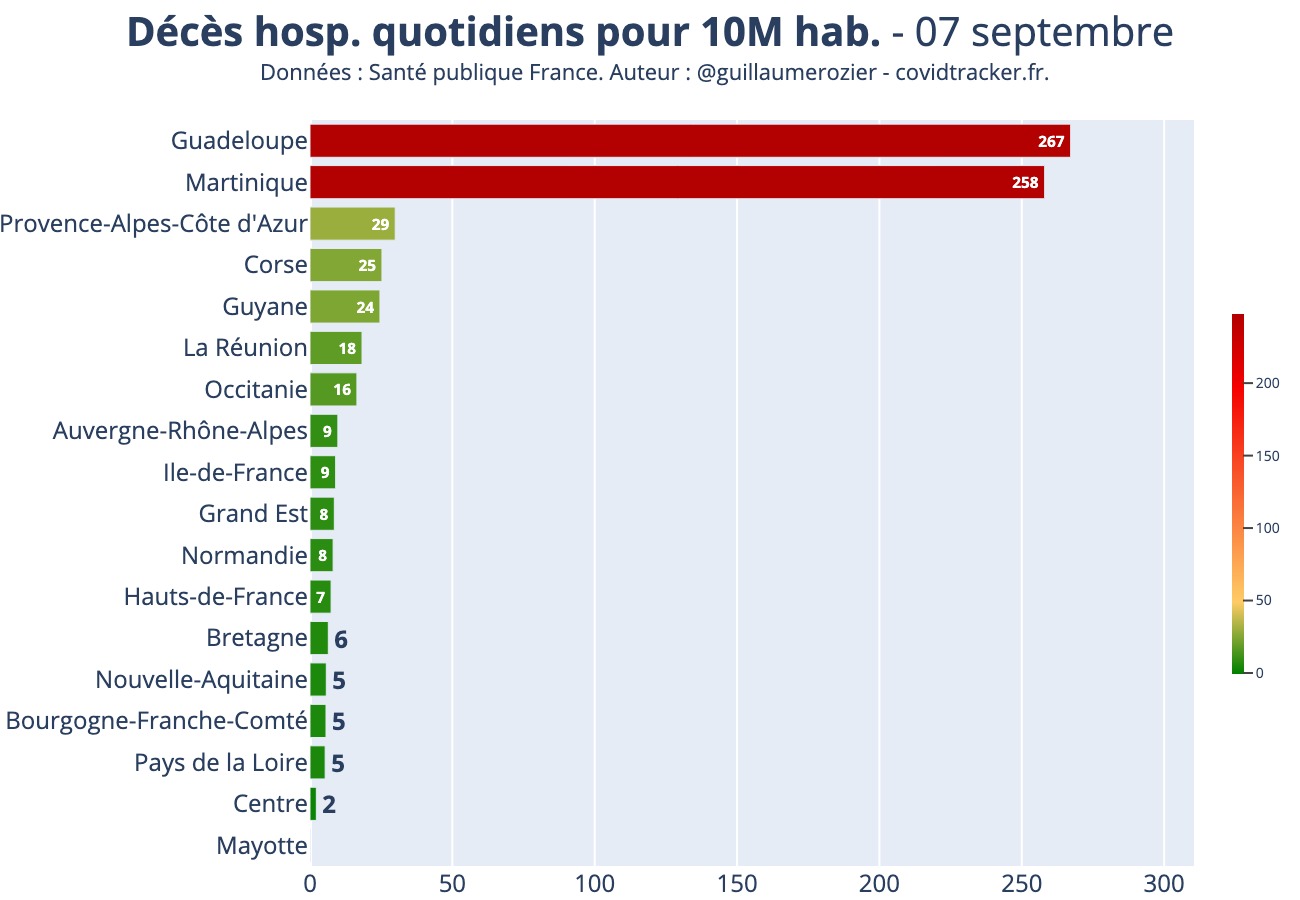 Décès hosp. quotidiens pour 10M hab. - 07 septembre
Données : Santé publique France. Auteur : @guillaumerozier - covidtracker.fr.
Guadeloupe 267
Martinique 258
Provence-Alpes-Côte d'Azur 29
Corse 25
Guyane 24
La Réunion 18
Occitanie 16
Auvergne-Rhône-Alpes 9
Ile-de-France 9
Grand Est 8
Normandie 8
Hauts-de-France 7
Bretagne 6
Nouvelle-Aquitaine 5
Bourgogne-Franche-Comté 5
Pays de la Loire 5
Centre 2
Mayotte
0 50 100 150 200 250 300
200
150
100
50
0